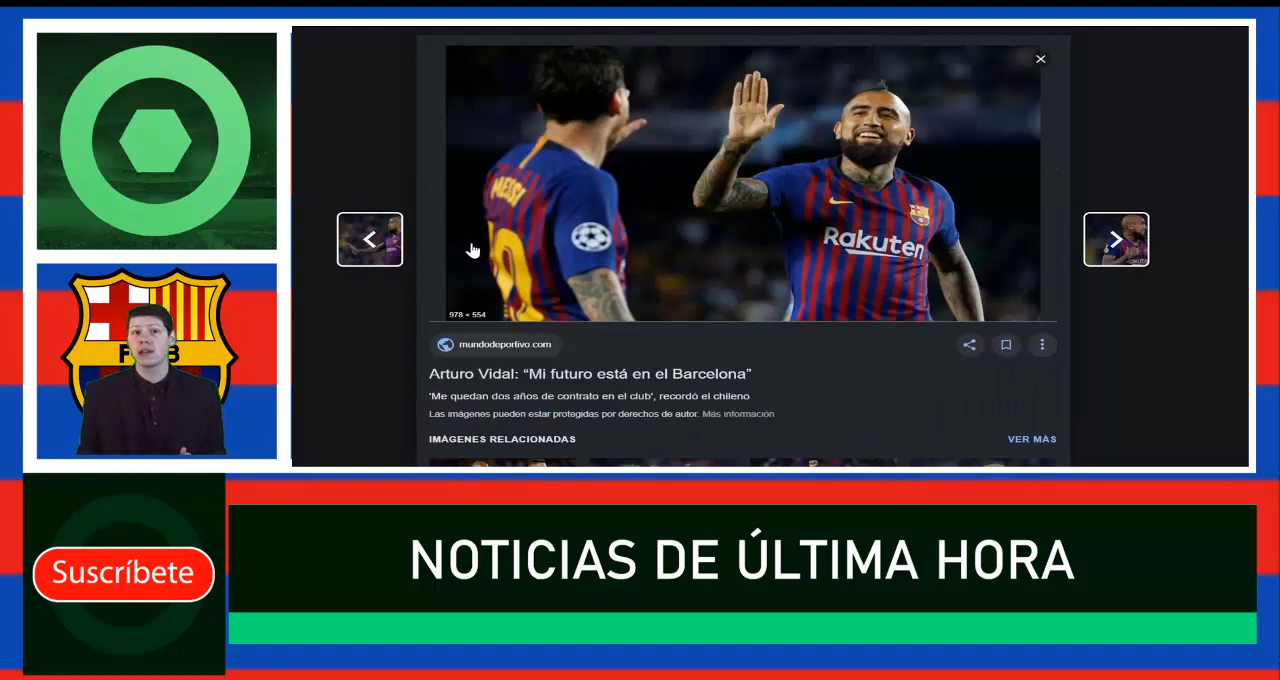 MESSI
10
Rakuten
978 × 554
mundodeportivo.com
Arturo Vidal: “Mi futuro está en el Barcelona”
'Me quedan dos años de contrato en el club', recordó el chileno
Las imágenes pueden estar protegidas por derechos de autor. Más información
IMÁGENES RELACIONADAS
VER MÁS
F B
Suscríbete
NOTICIAS DE ÚLTIMA HORA